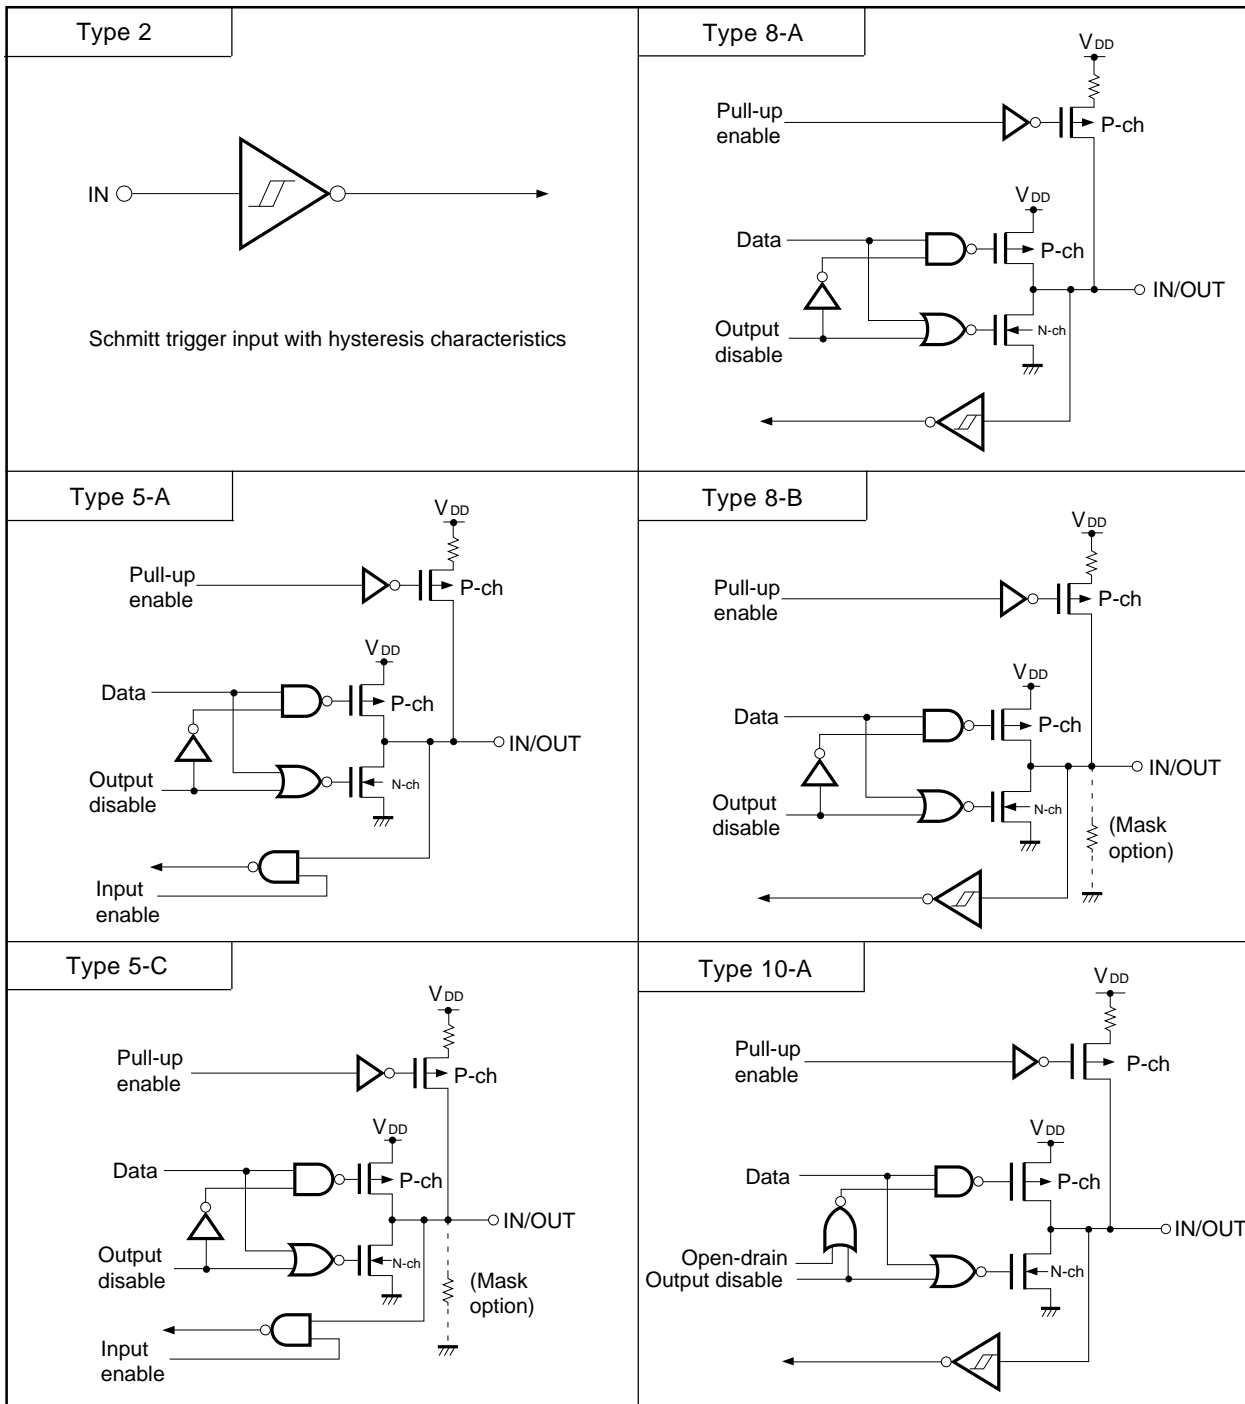 Type 2
IN
Schmitt trigger input with hysteresis characteristics
Type 8-A
VDD
Pull-up
enable
P-ch
VDD
Data
P-ch
IN/OUT
Output
disable
N-ch
Type 5-A
VDD
Pull-up
enable
P-ch
VDD
Data
P-ch
IN/OUT
Output
disable
N-ch
Input
enable
Type 8-B
VDD
Pull-up
enable
P-ch
VDD
Data
P-ch
IN/OUT
Output
disable
N-ch
(Mask
option)
Type 5-C
VDD
Pull-up
enable
P-ch
VDD
Data
P-ch
IN/OUT
Output
disable
N-ch
(Mask
option)
Input
enable
Type 10-A
VDD
Pull-up
enable
P-ch
VDD
Data
P-ch
IN/OUT
Open-drain
Output disable
N-ch